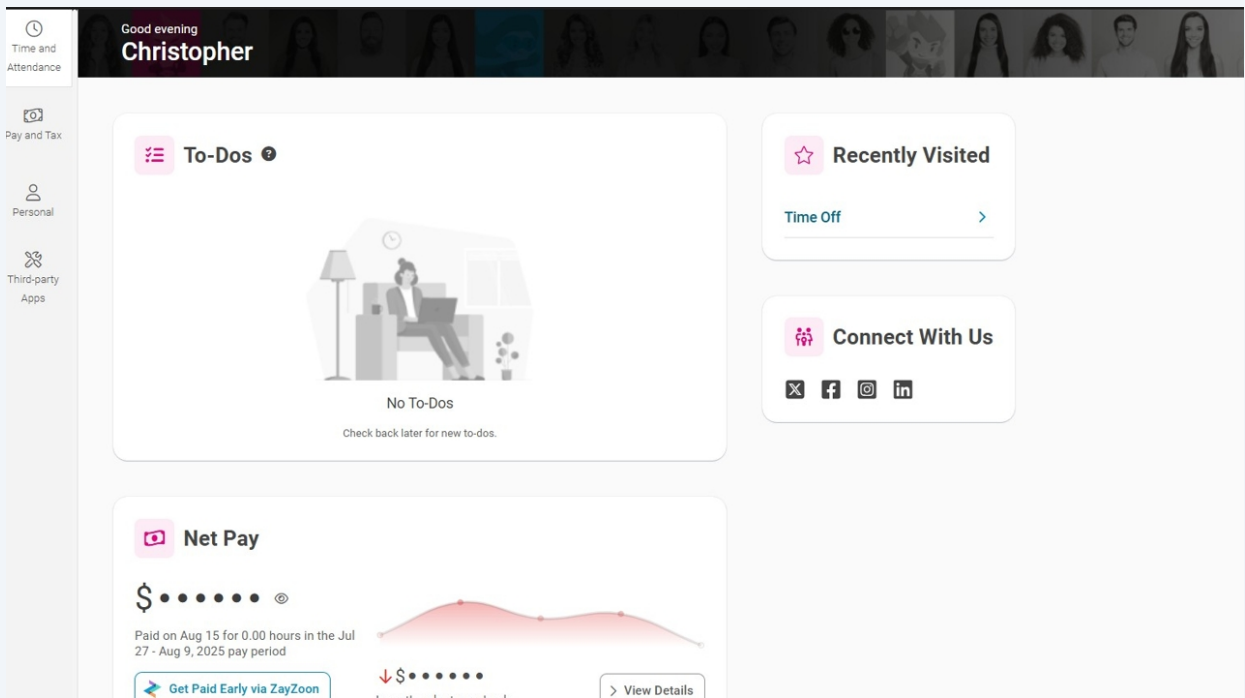 Time and
Attendance
Pay and Tax
Personal
Third-party
Apps
Good evening
Christopher
To-Dos ?
No To-Dos
Check back later for new to-dos.
Recently Visited
Time Off
Connect With Us
Net Pay
$••••••
Paid on Aug 15 for 0.00 hours in the Jul
27 - Aug 9, 2025 pay period
Get Paid Early via ZayZoon
$••••••
View Details